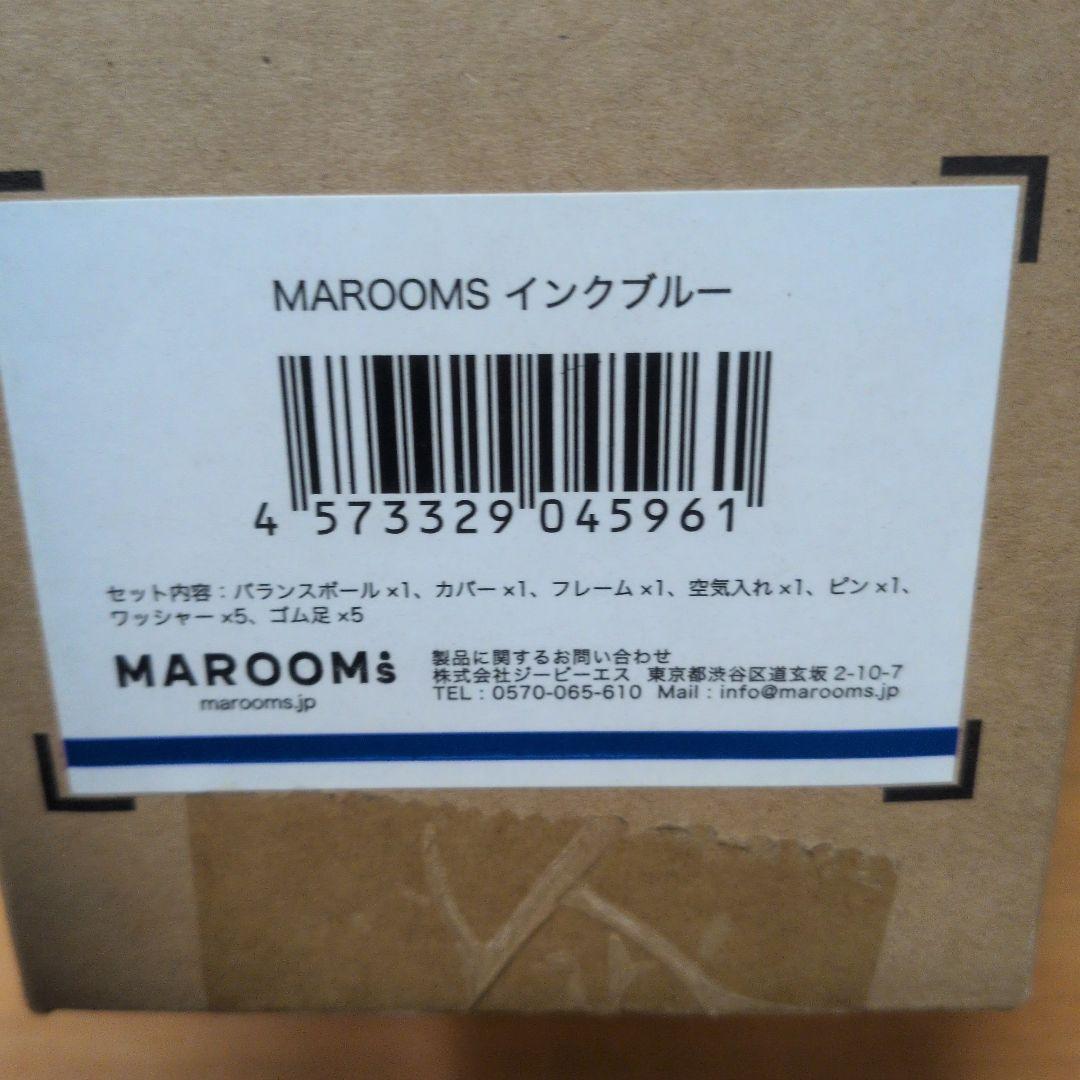 MAROOMS インクブルー
4 573329 045961
セット内容：バランスボール ×1、カバー ×1、フレーム ×1、空気入れ ×1、ピン ×1、
ワッシャー ×5、ゴム足 ×5
MAROOMs
marooms.jp
製品に関するお問い合わせ
株式会社ジーピーエス 東京都渋谷区道玄坂 2-10-7
TEL : 0570-065-610 Mail : info@marooms.jp